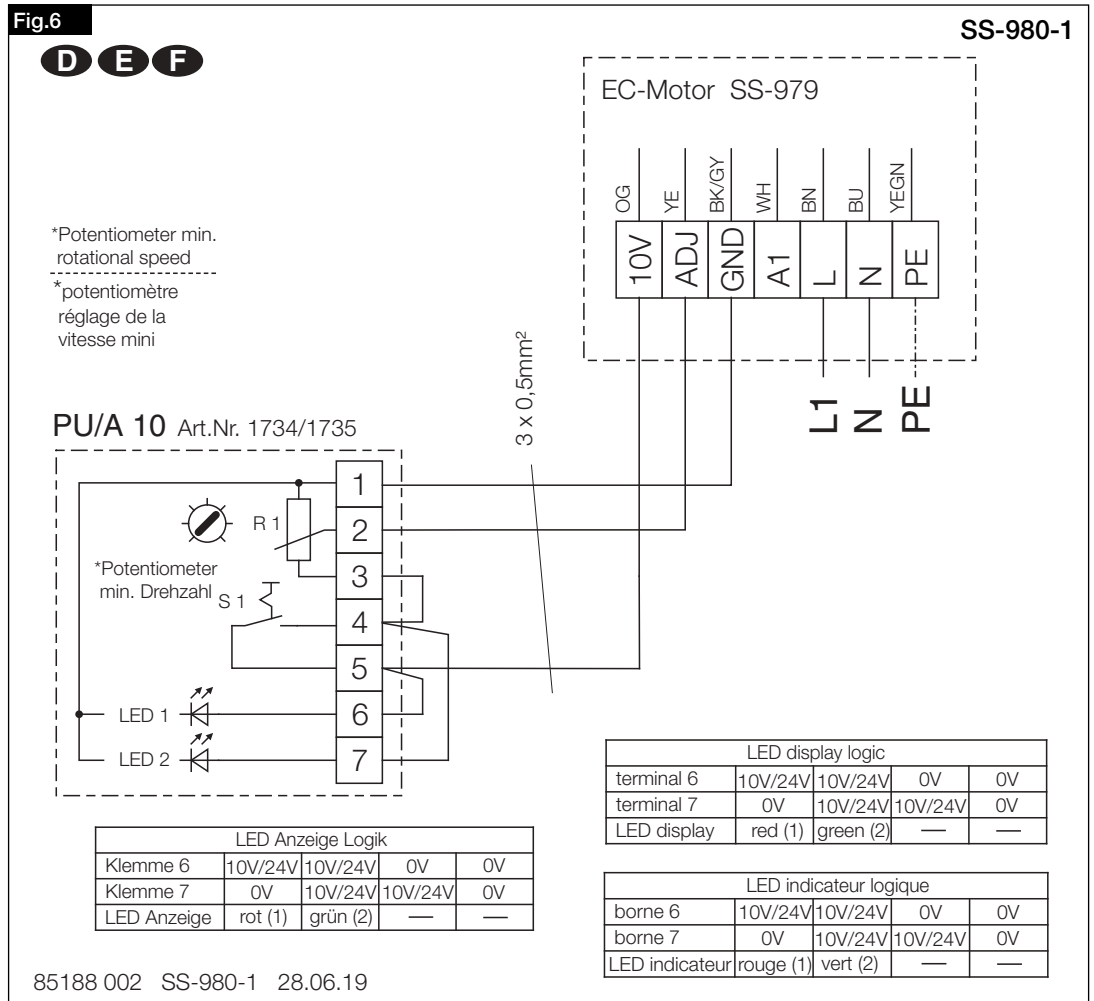 Fig.6
SS-980-1
D E F
EC-Motor SS-979
OG YE BK/GY WH BN BU YEGN
10V ADJ GND A1 L N PE
L1 N PE
*Potentiometer min.
rotational speed
*potentiomètre
réglage de la
vitesse mini
3 x 0,5mm²
PU/A 10 Art.Nr. 1734/1735
1
R 1 2
*Potentiometer
min. Drehzahl
3
S 1
4
5
LED 1 6
LED 2 7
LED display logic
terminal 6 10V/24V 10V/24V 0V 0V
terminal 7 0V 10V/24V 10V/24V 0V
LED display red (1) green (2) — —
LED Anzeige Logik
Klemme 6 10V/24V 10V/24V 0V 0V
Klemme 7 0V 10V/24V 10V/24V 0V
LED Anzeige rot (1) grün (2) — —
LED indicateur logique
borne 6 10V/24V 10V/24V 0V 0V
borne 7 0V 10V/24V 10V/24V 0V
LED indicateur rouge (1) vert (2) — —
85188 002 SS-980-1 28.06.19